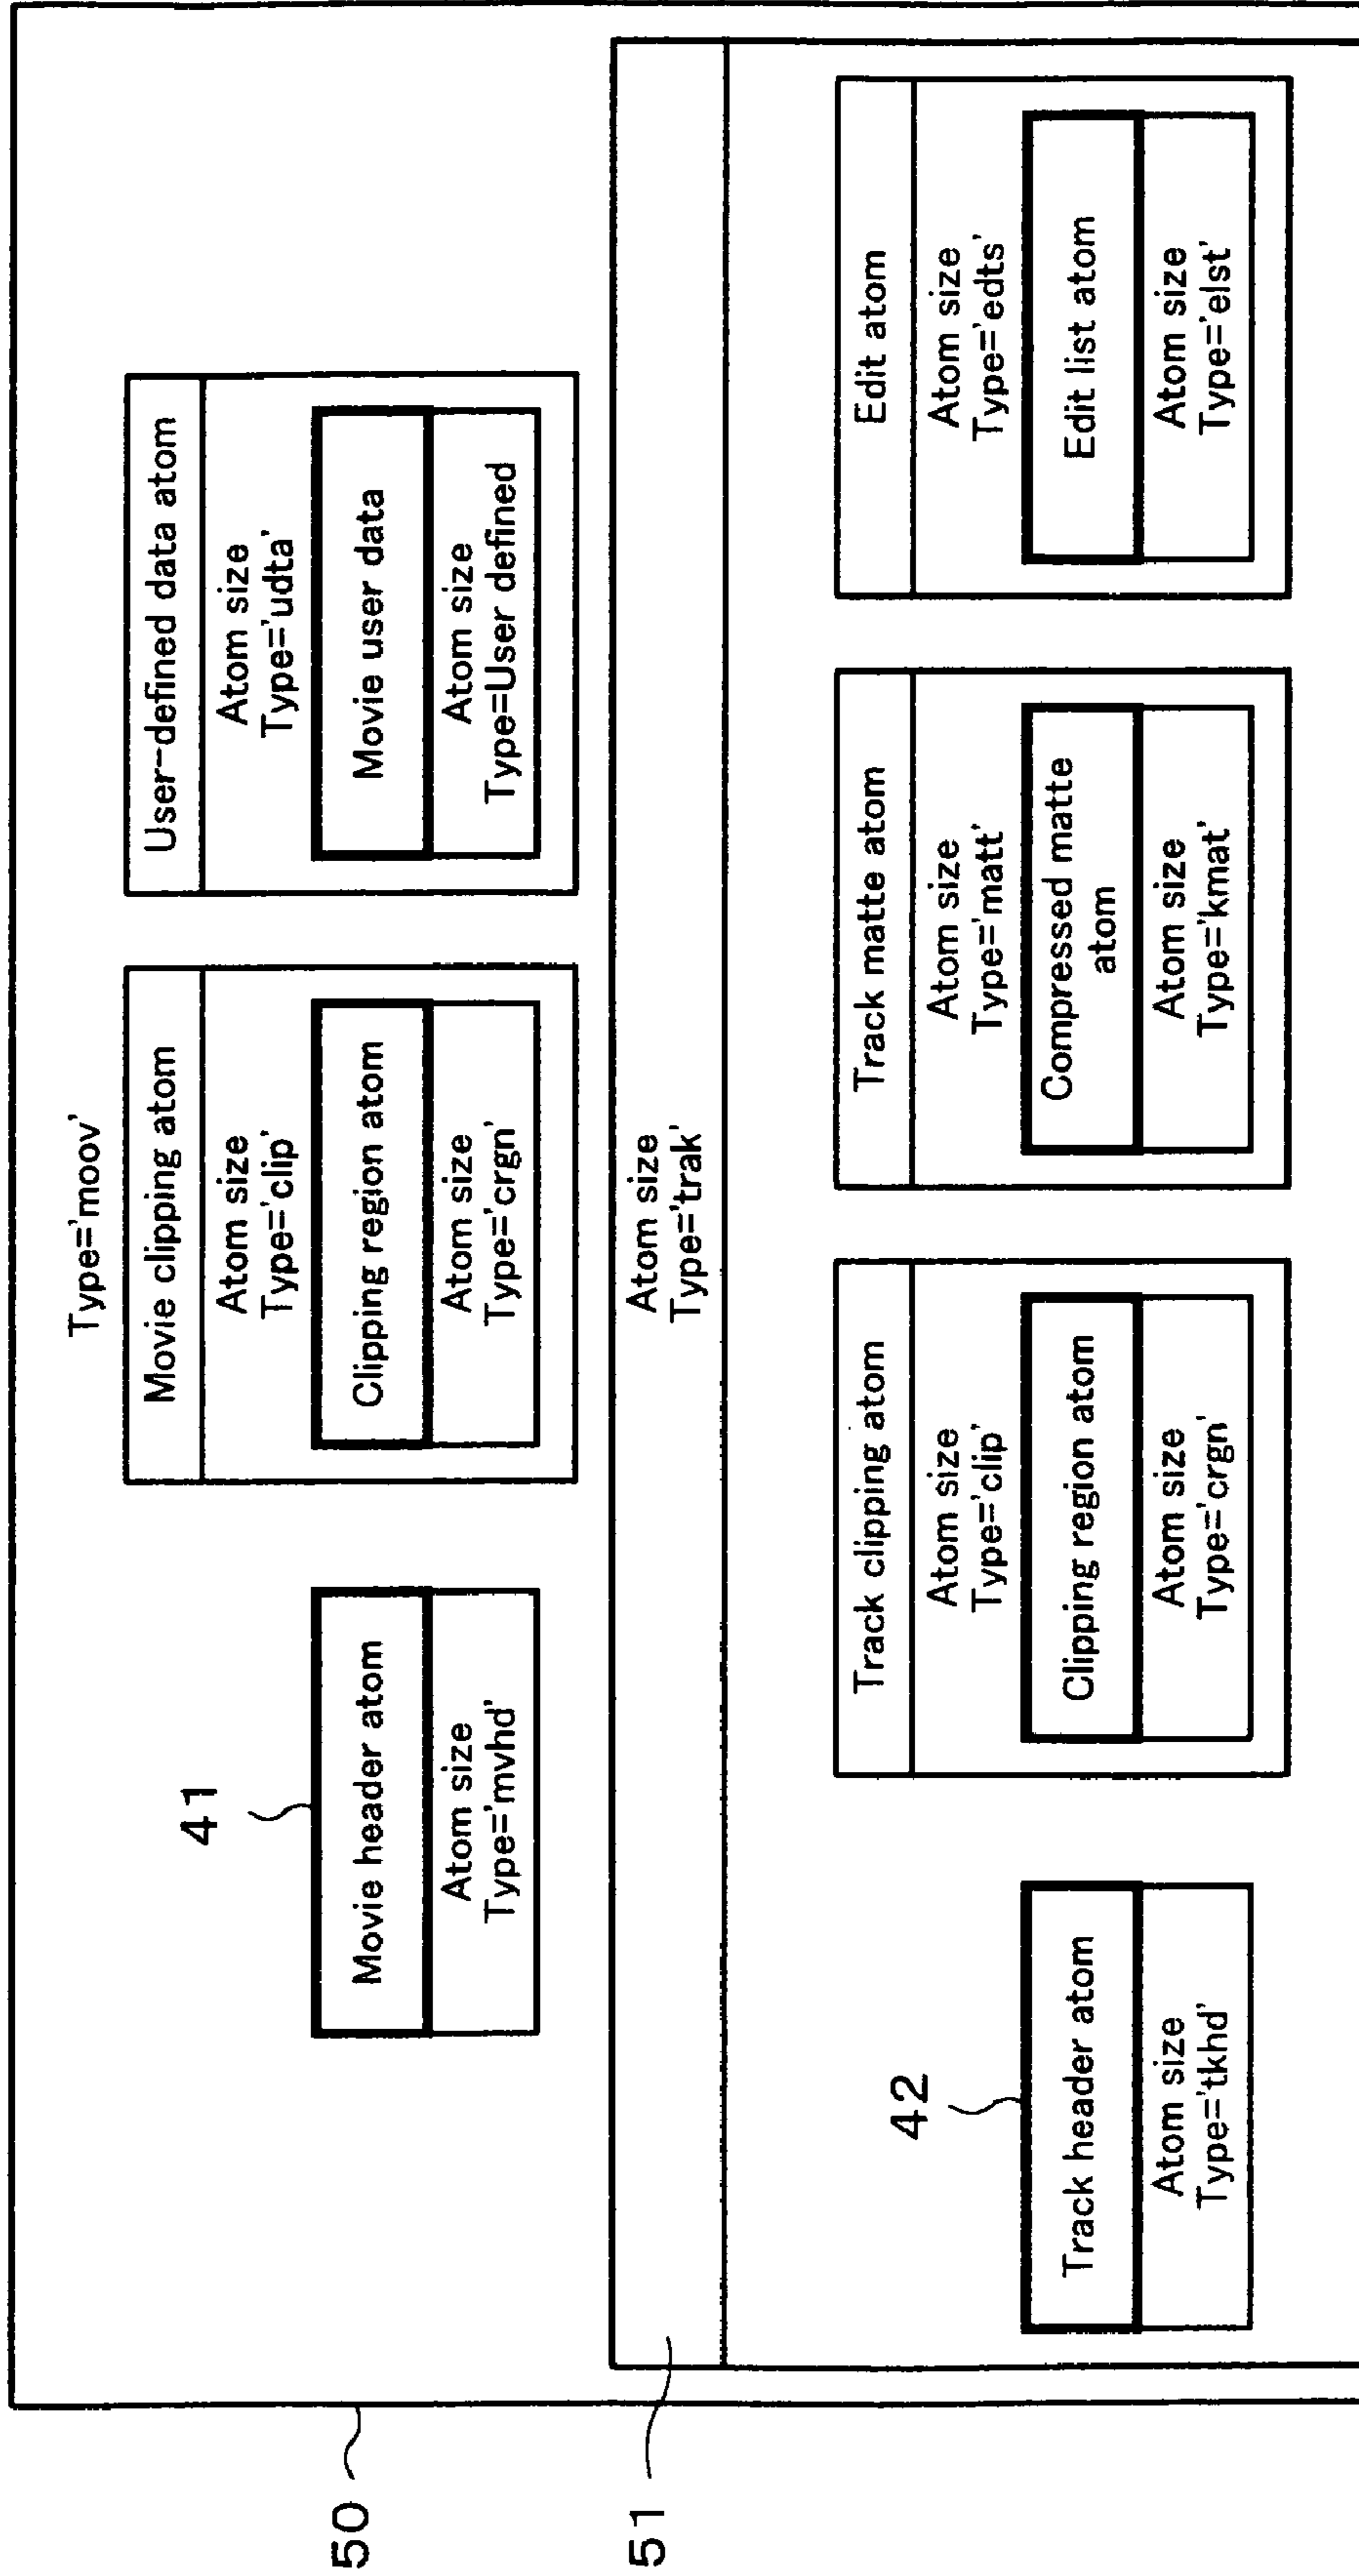 50
Type='moov'
41
Movie header atom
Atom size
Type='mvhd'
Movie clipping atom
Atom size
Type='clip'
Clipping region atom
Atom size
Type='crgn'
User-defined data atom
Atom size
Type='udta'
Movie user data
Atom size
Type=User defined
51
Atom size
Type='trak'
42
Track header atom
Atom size
Type='tkhd'
Track clipping atom
Atom size
Type='clip'
Clipping region atom
Atom size
Type='crgn'
Track matte atom
Atom size
Type='matt'
Compressed matte
atom
Atom size
Type='kmat'
Edit atom
Atom size
Type='edts'
Edit list atom
Atom size
Type='elst'